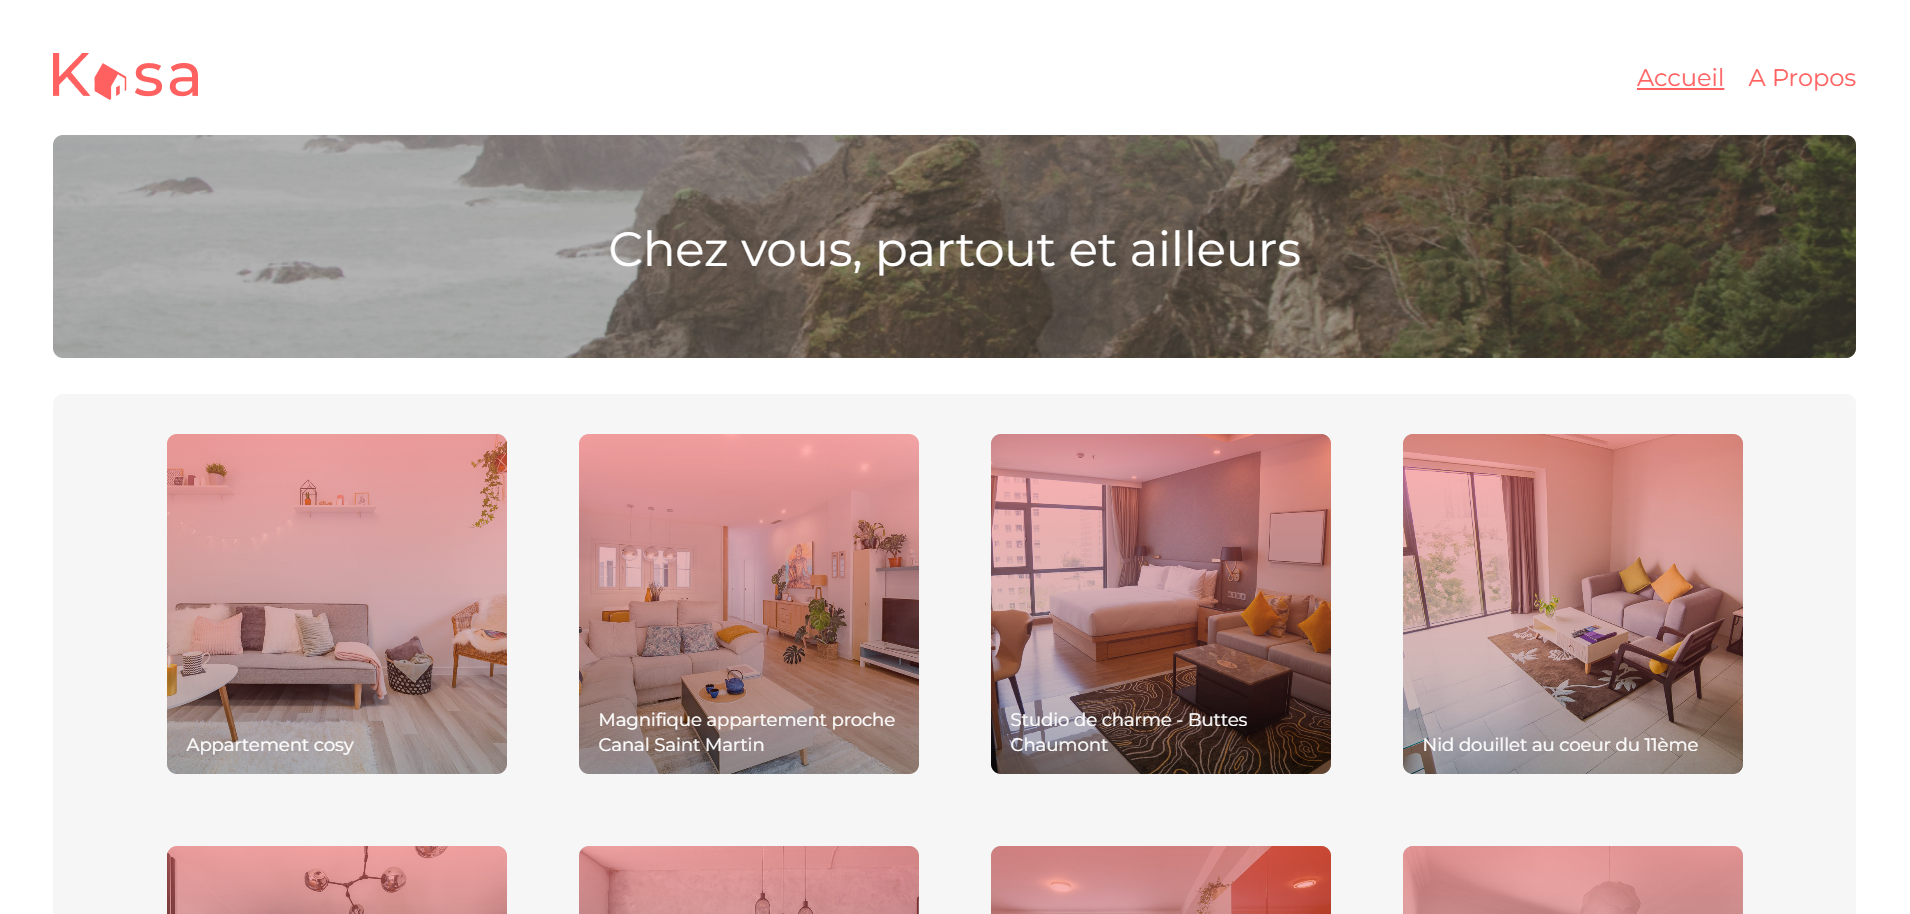 Kasa
Accueil A Propos
Chez vous, partout et ailleurs
Appartement cosy
Magnifique appartement proche
Canal Saint Martin
Studio de charme - Buttes
Chaumont
Nid douillet au coeur du 11ème